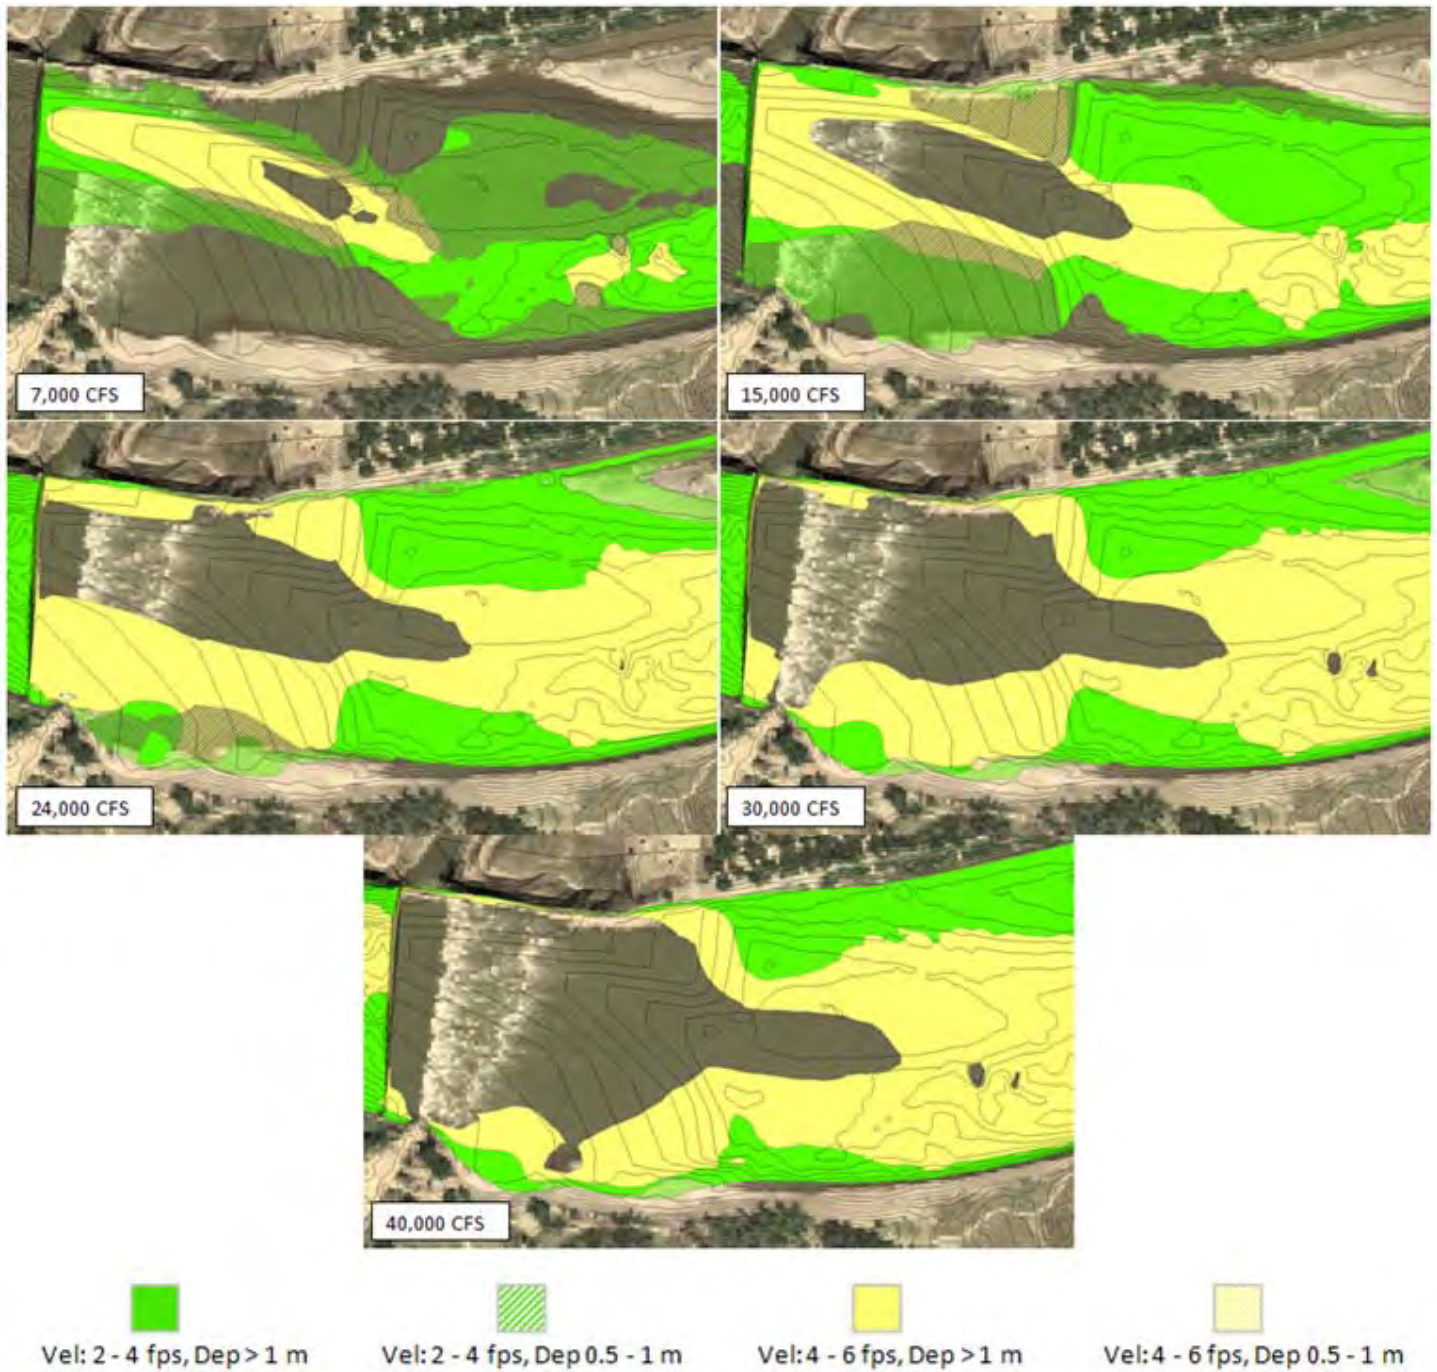 7,000 CFS
15,000 CFS
24,000 CFS
30,000 CFS
40,000 CFS
Vel: 2 - 4 fps, Dep > 1 m
Vel: 2 - 4 fps, Dep 0.5 - 1 m
Vel: 4 - 6 fps, Dep >1 m
Vel: 4 - 6 fps, Dep 0.5 - 1 m